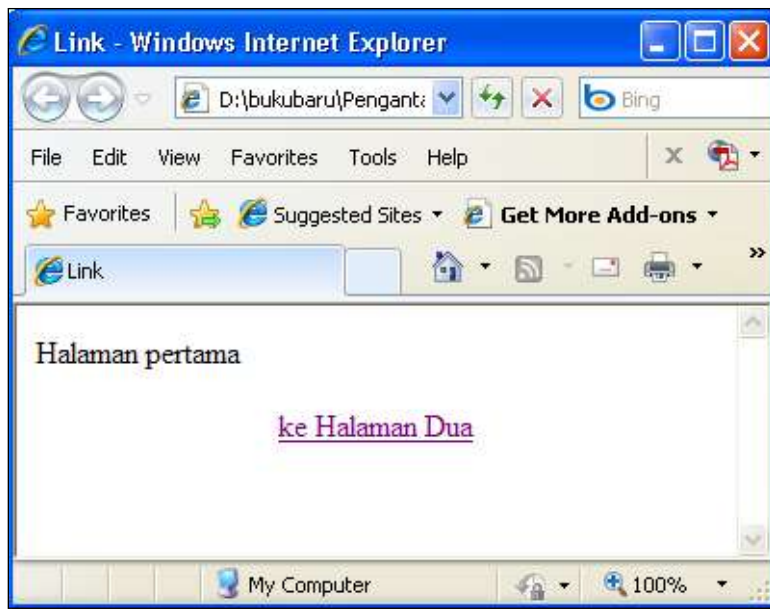 Link - Windows Internet Explorer
D:\bukubaru\Penganta
Bing
File Edit View Favorites Tools Help
Favorites Suggested Sites Get More Add-ons
Link
Halaman pertama
ke Halaman Dua
My Computer 100%